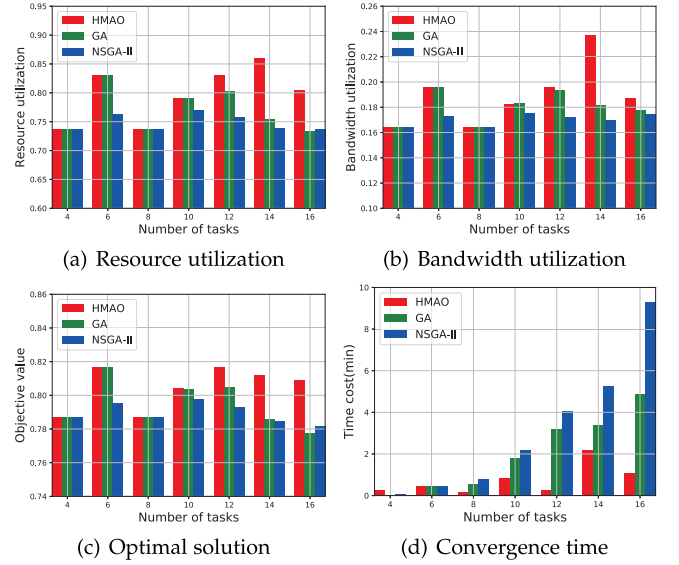 0.95
0.90
0.85
0.80
0.75
0.70
0.65
0.60
Resource utilization
HMAO
GA
NSGA-II
4 6 8 10 12 14 16
Number of tasks
(a) Resource utilization
0.26
0.24
0.22
0.20
0.18
0.16
0.14
0.12
0.10
Bandwidth utilization
HMAO
GA
NSGA-II
4 6 8 10 12 14 16
Number of tasks
(b) Bandwidth utilization
0.86
0.84
0.82
0.80
0.78
0.76
0.74
Objective value
HMAO
GA
NSGA-II
4 6 8 10 12 14 16
Number of tasks
(c) Optimal solution
10
8
6
4
2
0
Time cost(min)
HMAO
GA
NSGA-II
4 6 8 10 12 14 16
Number of tasks
(d) Convergence time